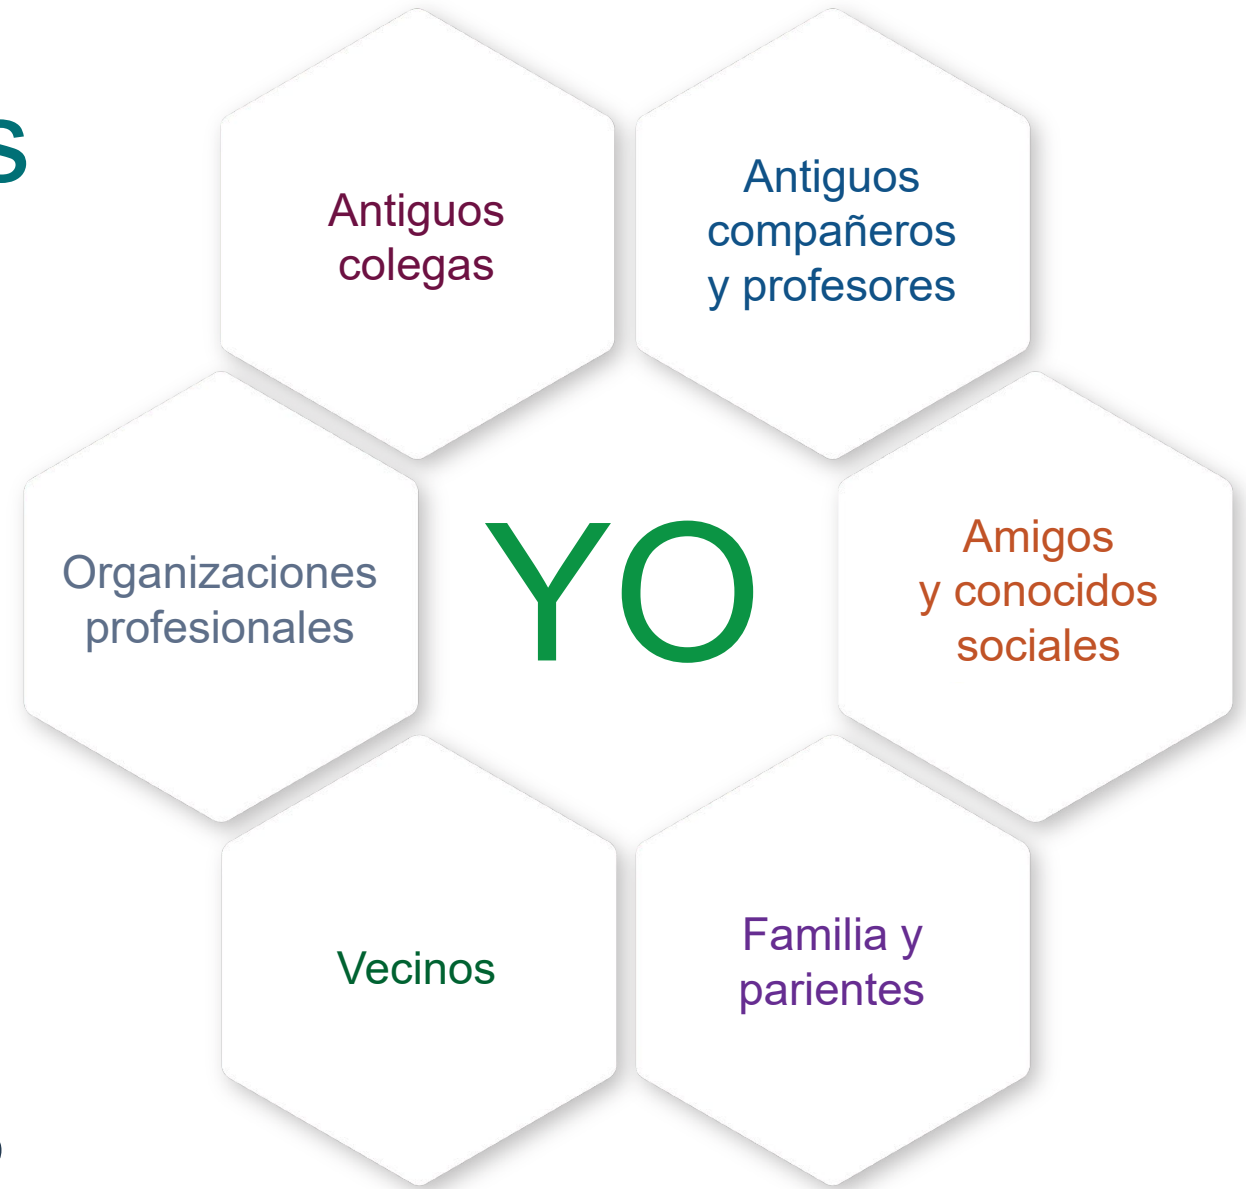 s
Antiguos
colegas
Antiguos
compañeros
y profesores
Organizaciones
profesionales
YO
Amigos
y conocidos
sociales
Vecinos
Familia y
parientes